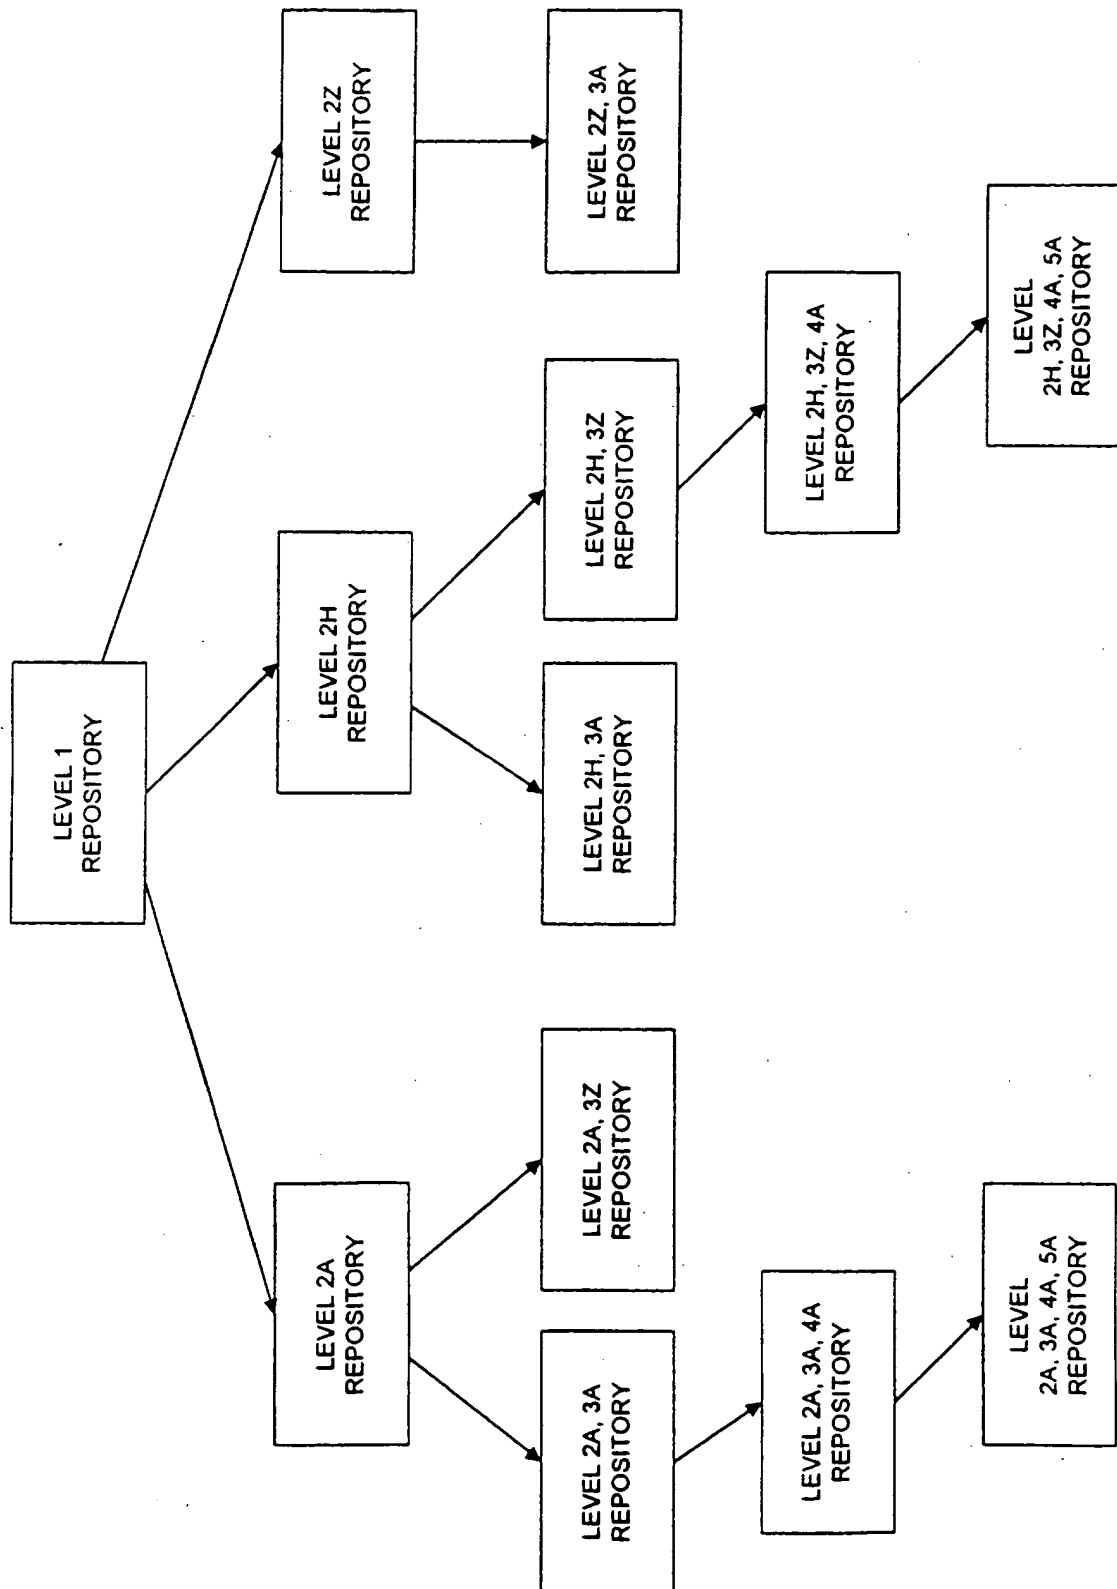 LEVEL 1
REPOSITORY
LEVEL 2A
REPOSITORY
LEVEL 2H
REPOSITORY
LEVEL 2Z
REPOSITORY
LEVEL 2A, 3A
REPOSITORY
LEVEL 2A, 3Z
REPOSITORY
LEVEL 2H, 3A
REPOSITORY
LEVEL 2H, 3Z
REPOSITORY
LEVEL 2Z, 3A
REPOSITORY
LEVEL 2A, 3A, 4A
REPOSITORY
LEVEL 2H, 3Z, 4A
REPOSITORY
LEVEL
2A, 3A, 4A, 5A
REPOSITORY
LEVEL
2H, 3Z, 4A, 5A
REPOSITORY